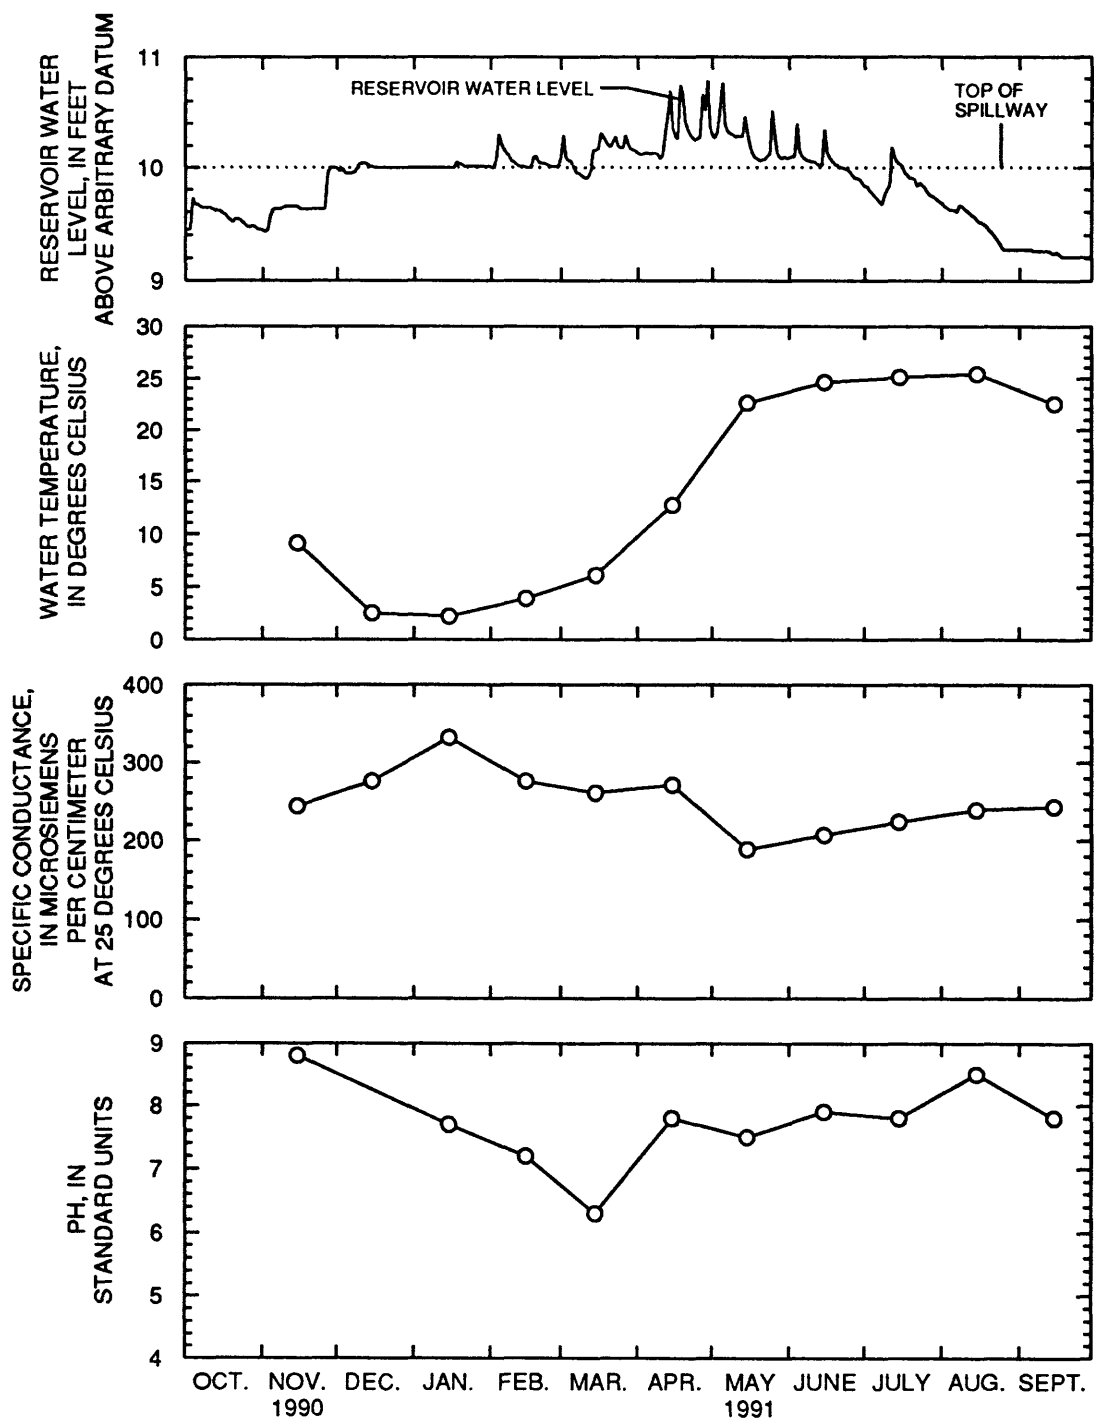 RESERVOIR WATER
LEVEL, IN FEET
ABOVE ARBITRARY DATUM
11
10
9
RESERVOIR WATER LEVEL
TOP OF
SPILLWAY
WATER TEMPERATURE,
IN DEGREES CELSIUS
30
25
20
15
10
5
0
SPECIFIC CONDUCTANCE,
IN MICROSIEMENS
PER CENTIMETER
AT 25 DEGREES CELSIUS
400
300
200
100
0
PH, IN
STANDARD UNITS
9
8
7
6
5
4
OCT. NOV. DEC. JAN. FEB. MAR. APR. MAY JUNE JULY AUG. SEPT.
1990 1991